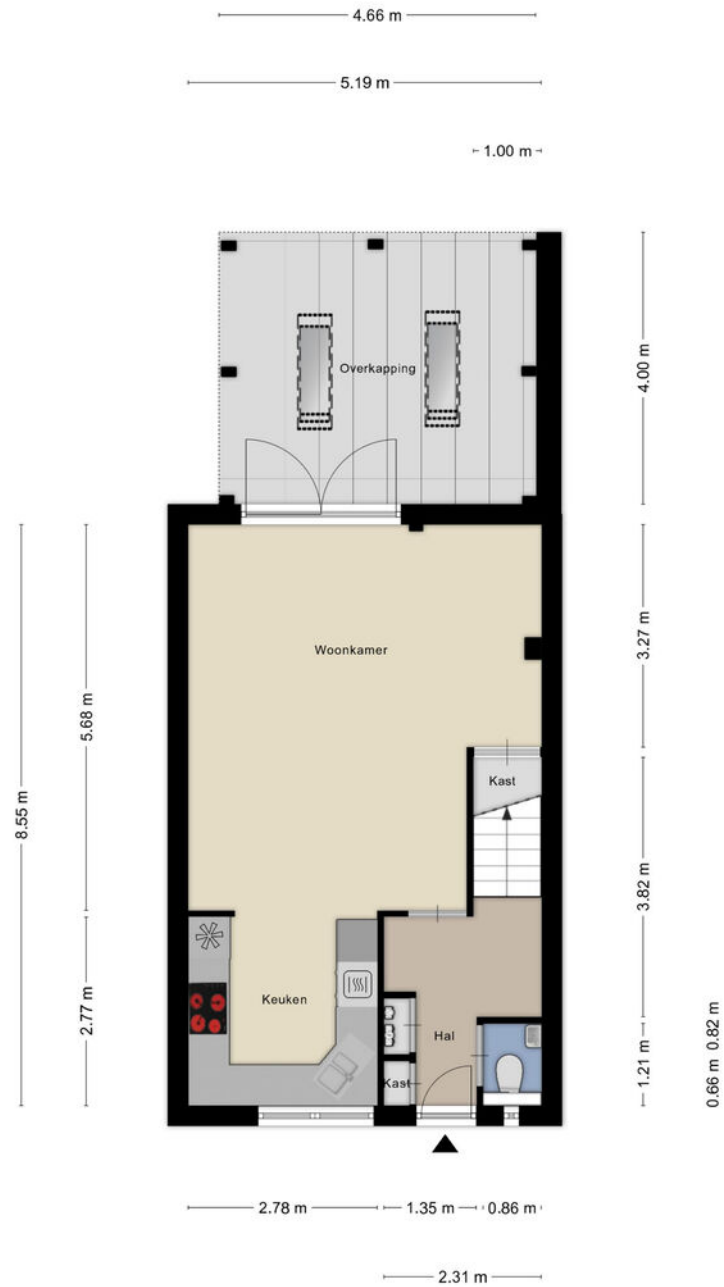 4.66 m
5.19 m
1.00 m
4.00 m
Overkapping
3.27 m
Woonkamer
5.68 m
8.55 m
Kast
3.82 m
Keuken
2.77 m
Hal
Kast
1.21 m
0.66 m 0.82 m
2.78 m
1.35 m
0.86 m
2.31 m